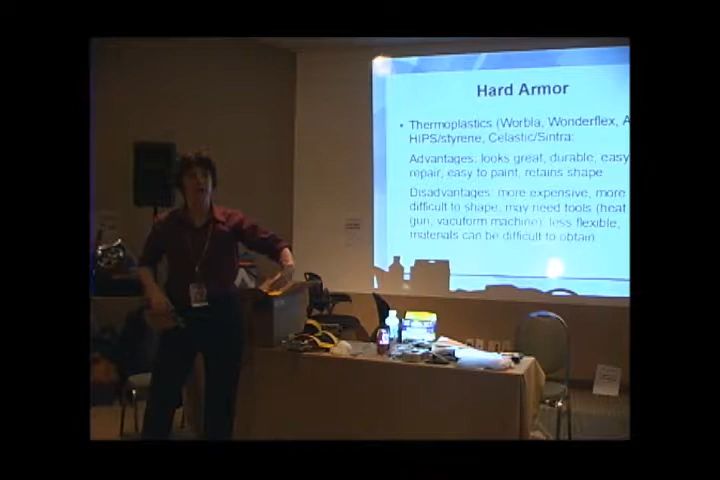 Hard Armor
• Thermoplastics (Worbla, Wonderflex, A
HIPS/styrene, Celastic/Sintra:
Advantages: looks great, durable, easy
repair, easy to paint, retains shape
Disadvantages: more expensive, more
difficult to shape, may need tools (heat
gun, vacuform machine), less flexible,
materials can be difficult to obtain